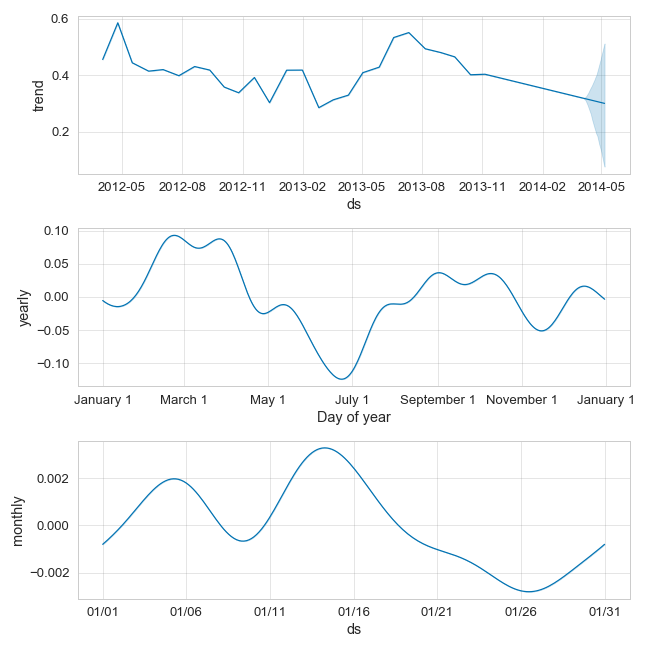 0.6
0.4
0.2
trend
2012-05 2012-08 2012-11 2013-02 2013-05 2013-08 2013-11 2014-02 2014-05
ds
0.10
0.05
0.00
−0.05
−0.10
yearly
January 1 March 1 May 1 July 1 September 1 November 1 January 1
Day of year
0.002
0.000
−0.002
monthly
01/01 01/06 01/11 01/16 01/21 01/26 01/31
ds